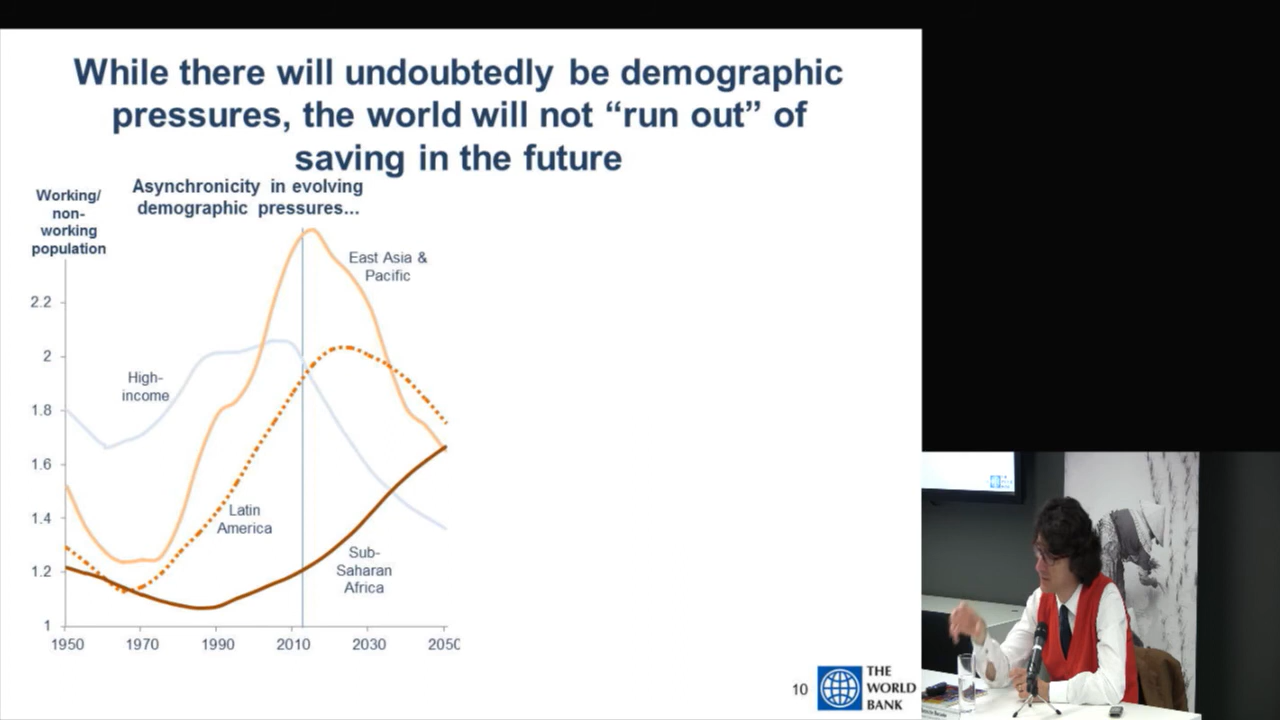 While there will undoubtedly be demographic
pressures, the world will not “run out” of
saving in the future
Working/
non-
working
population
Asynchronicity in evolving
demographic pressures...
East Asia &
Pacific
High-
income
Latin
America
Sub-
Saharan
Africa
2.2
2
1.8
1.6
1.4
1.2
1
1950 1970 1990 2010 2030 2050
10
THE
WORLD
BANK